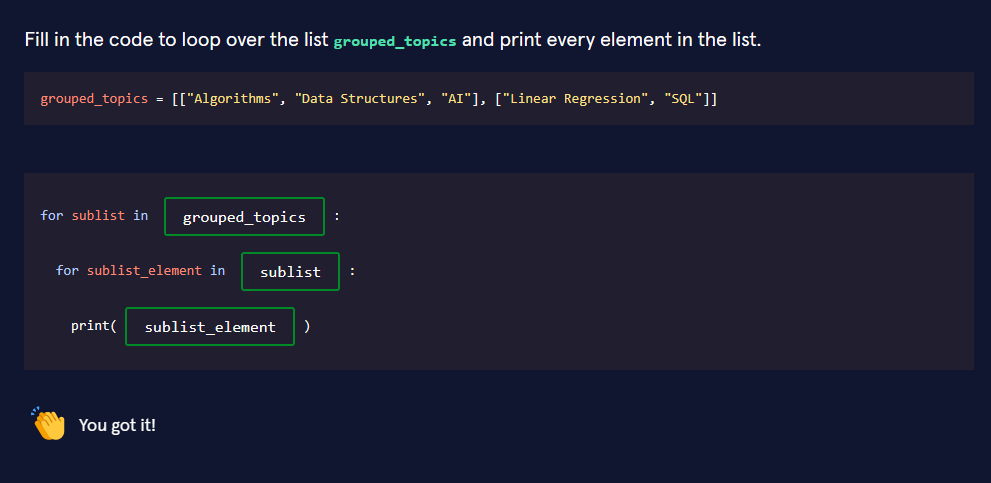 Fill in the code to loop over the list grouped_topics and print every element in the list.
grouped_topics = [["Algorithms", "Data Structures", "AI"], ["Linear Regression", "SQL"]]
for sublist in grouped_topics :
for sublist_element in sublist :
print( sublist_element )
You got it!